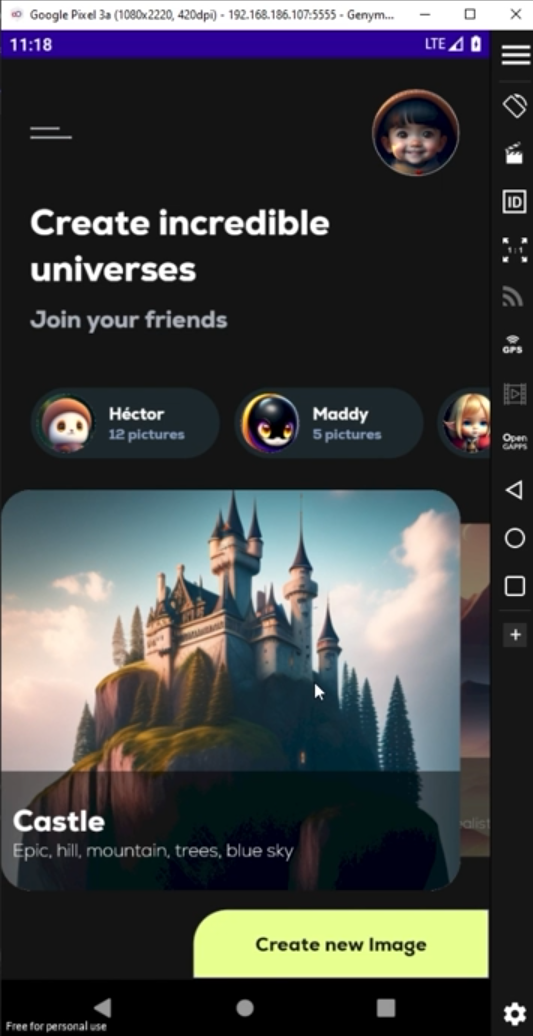 Google Pixel 3a (1080x2220, 420dpi) - 192.168.186.107:5555 - Genym...
11:18
LTE
ID
Create incredible
universes
1:1
Join your friends
GPS
Héctor
12 pictures
Maddy
5 pictures
Open
GAPPS
Castle
Epic, hill, mountain, trees, blue sky
Create new Image
Free for personal use